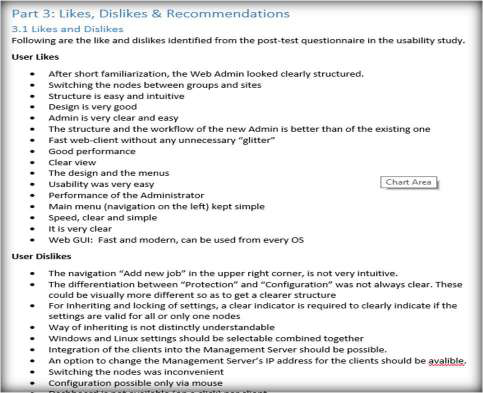 Part 3: Likes, Dislikes & Recommendations
3.1 Likes and Dislikes
Following are the like and dislikes identified from the post-test questionnaire in the usability study.
User Likes
• After short familiarization, the Web Admin looked clearly structured.
• Switching the nodes between groups and sites
• Structure is easy and intuitive
• Design is very good
• Admin is very clear and easy
• The structure and the workflow of the new Admin is better than of the existing one
• Fast web-client without any unnecessary “glitter”
• Good performance
• Clear view
• The design and the menus
• Usability was very easy
• Performance of the Administrator
• Main menu (navigation on the left) kept simple
• Speed, clear and simple
• It is very clear
• Web GUI:  Fast and modern, can be used from every OS
Chart Area
User Dislikes
• The navigation “Add new job” in the upper right corner, is not very intuitive.
• The differentiation between “Protection” and “Configuration” was not always clear. These
could be visually more different so as to get a clearer structure
• For Inheriting and locking of settings, a clear indicator is required to clearly indicate if the
settings are valid for all or only one nodes
• Way of inheriting is not distinctly understandable
• Windows and Linux settings should be selectable combined together
• Integration of the clients into the Management Server should be possible.
• An option to change the Management Server’s IP address for the clients should be avalible.
• Switching the nodes was inconvenient
• Configuration possible only via mouse
• Dashboard is not available (on a click) per client